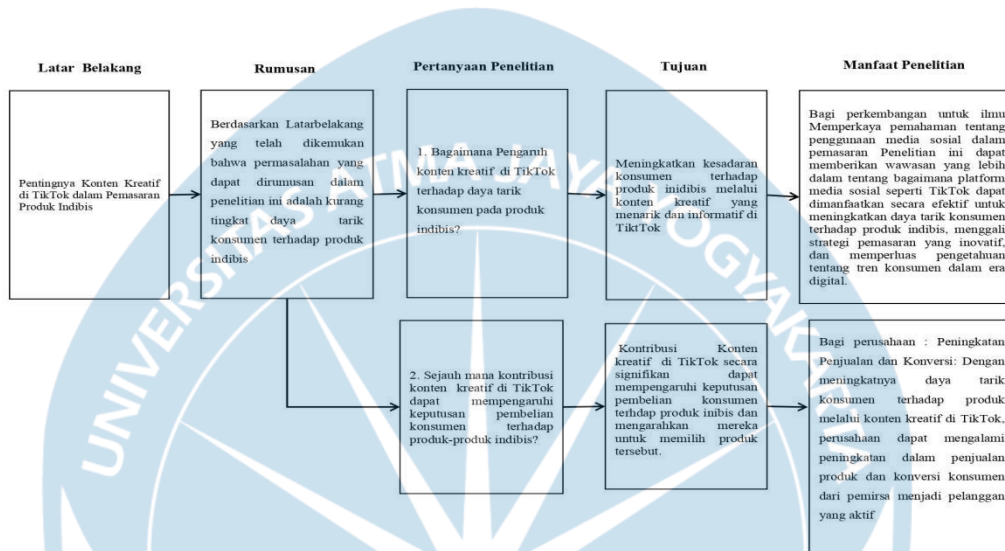 Latar Belakang
Rumusan
Pertanyaan Penelitian
Tujuan
Manfaat Penelitian
Pentingnya Konten Kreatif
di TikTok dalam Pemasaran
Produk Indibis
Berdasarkan Latarbelakang
yang telah dikemukan
bahwa permasalahan yang
dapat dirumusan dalam
penelitian ini adalah kurang
tingkat daya tarik
konsumen terhadap produk
indibis
1. Bagaimana Pengaruh
konten kreatif di TikTok
terhadap daya tarik
konsumen pada produk
indibis?
Meningkatkan kesadaran
konsumen terhadap
produk inidibis melalui
konten kreatif yang
menarik dan informatif di
TiktTok
Bagi perkembangan untuk ilmu
Memperkaya pemahaman tentang
penggunaan media sosial dalam
pemasaran Penelitian ini dapat
memberikan wawasan yang lebih
dalam tentang bagaimana platform
media sosial seperti TikTok dapat
dimanfaatkan secara efektif untuk
meningkatkan daya tarik konsumen
terhadap produk indibis, menggali
strategi pemasaran yang inovatif,
dan memperluas pengetahuan
tentang tren konsumen dalam era
digital.
2. Sejauh mana kontribusi
konten kreatif di TikTok
dapat mempengaruhi
keputusan pembelian
konsumen terhadap
produk-produk indibis?
Kontribusi Konten
kreatif di TikTok secara
signifikan dapat
mempengaruhi keputusan
pembelian konsumen
terhdap produk inibis dan
mengarahkan mereka
untuk memilih produk
tersebut.
Bagi perusahaan : Peningkatan
Penjualan dan Konversi: Dengan
meningkatnya daya tarik
konsumen terhadap produk
melalui konten kreatif di TikTok,
perusahaan dapat mengalami
peningkatan dalam penjualan
produk dan konversi konsumen
dari pemirsa menjadi pelanggan
yang aktif
UNIVERSITAS ATMA JAYA YOGYAKARTA